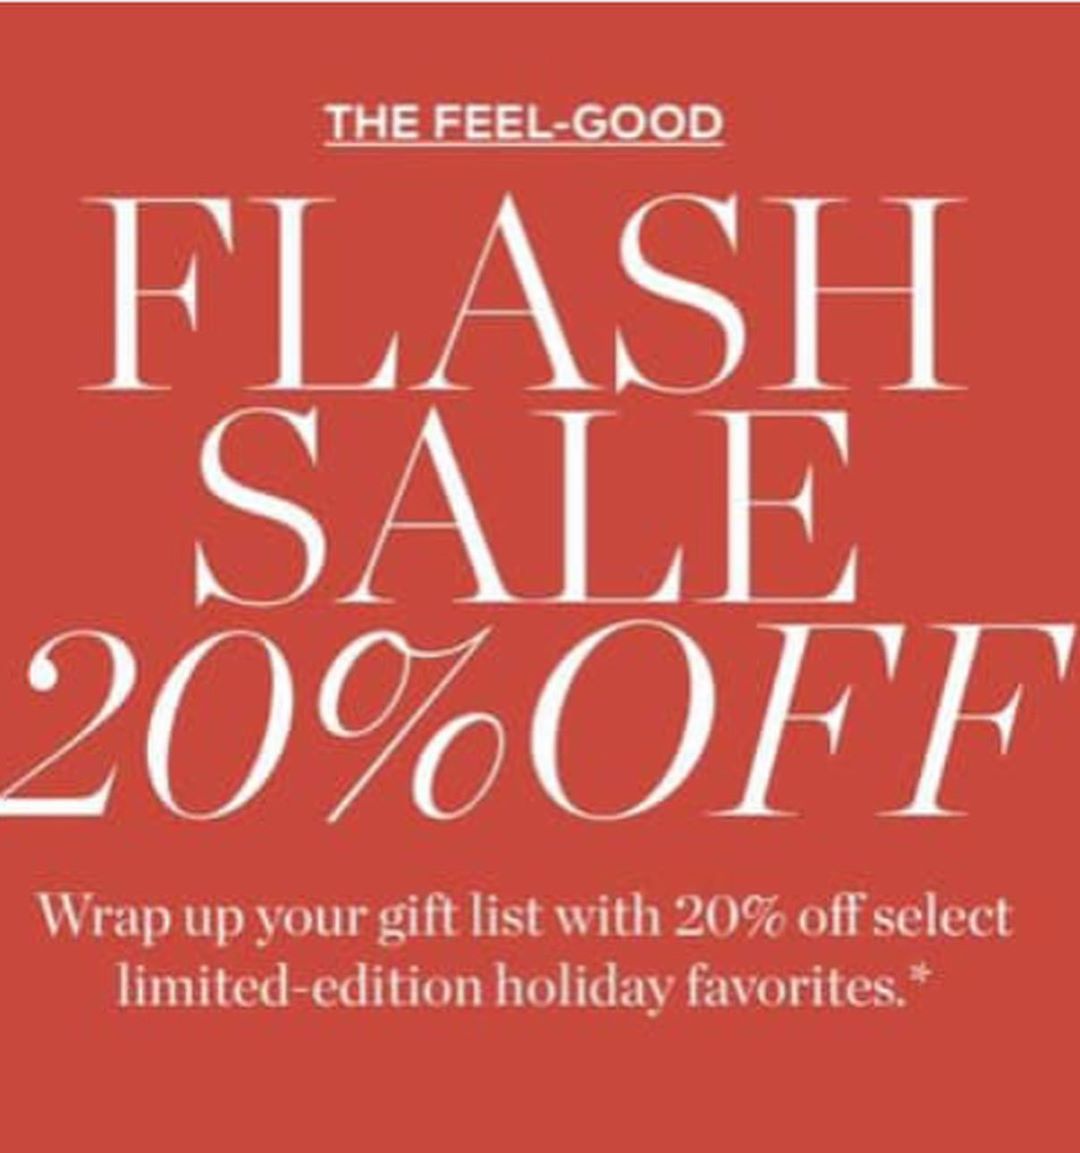 THE FEEL-GOOD
FLASH
SALE
20% OFF
Wrap up your gift list with 20% off select
limited-edition holiday favorites.*